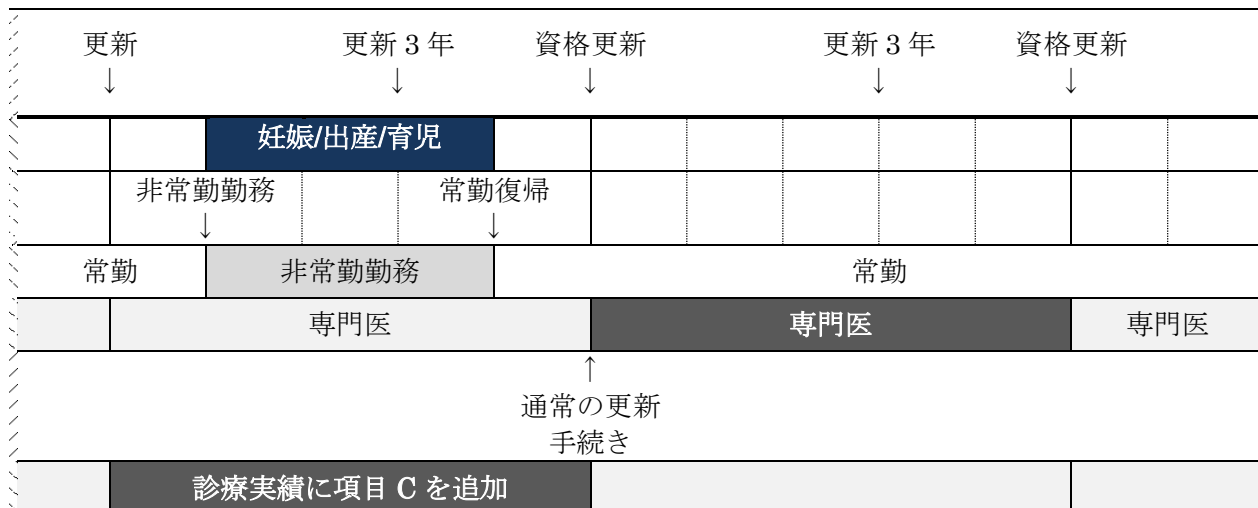 更新 更新3年 資格更新 更新3年 資格更新
↓ ↓ ↓ ↓ ↓
妊娠/出産/育児
非常勤勤務 常勤復帰
↓ ↓
常勤 非常勤勤務 常勤
専門医 専門医 専門医
↑
通常の更新
手続き
診療実績に項目 C を追加